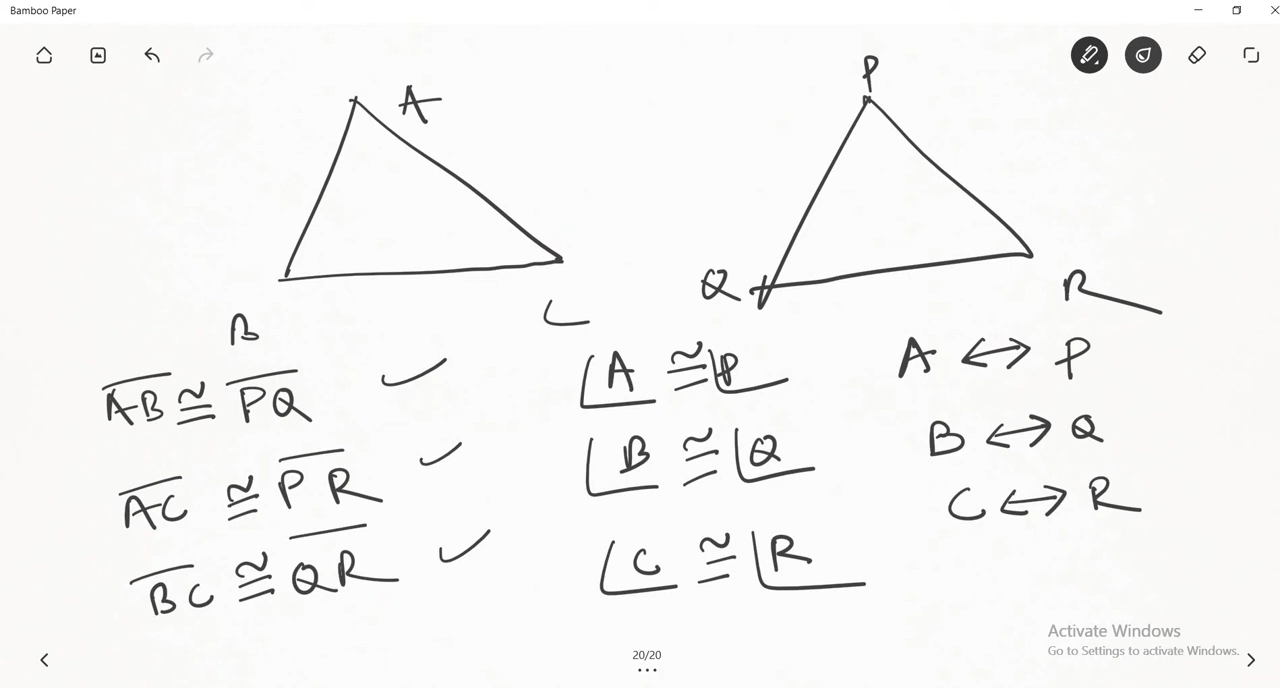 Bamboo Paper
A
P
B
C
Q
R
AB ≅ PQ
AC ≅ PR
BC ≅ QR
∠A ≅ ∠P
∠B ≅ ∠Q
∠C ≅ ∠R
A ↔ P
B ↔ Q
C ↔ R
20/20
Activate Windows
Go to Settings to activate Windows.